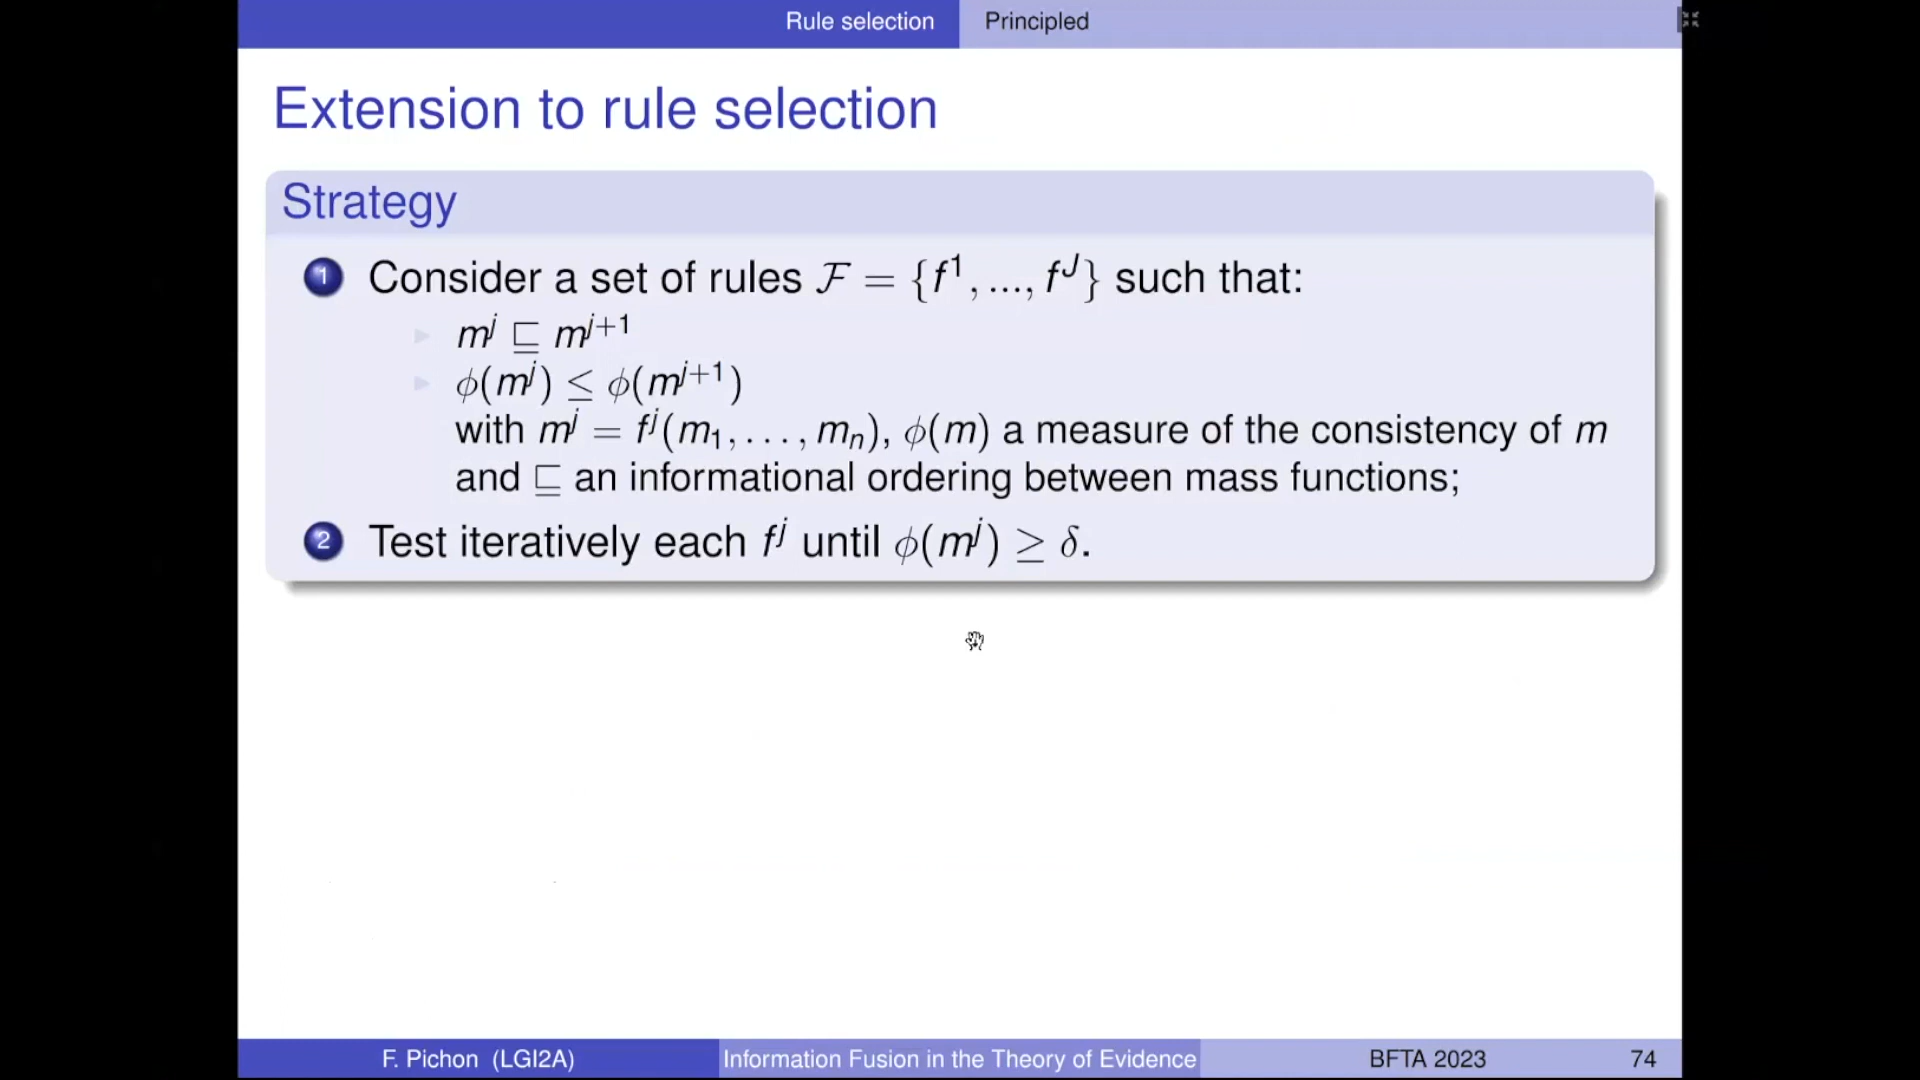 Rule selection Principled
Extension to rule selection
Strategy
1 Consider a set of rules ℱ = {f¹, ..., fᴶ} such that:
▶ mʲ ⊑ mʲ⁺¹
▶ ϕ(mʲ) ≤ ϕ(mʲ⁺¹)
with mʲ = fʲ(m₁, . . . , mₙ), ϕ(m) a measure of the consistency of m
and ⊑ an informational ordering between mass functions;
2 Test iteratively each fʲ until ϕ(mʲ) ≥ δ.
F. Pichon (LGI2A) Information Fusion in the Theory of Evidence BFTA 2023 74